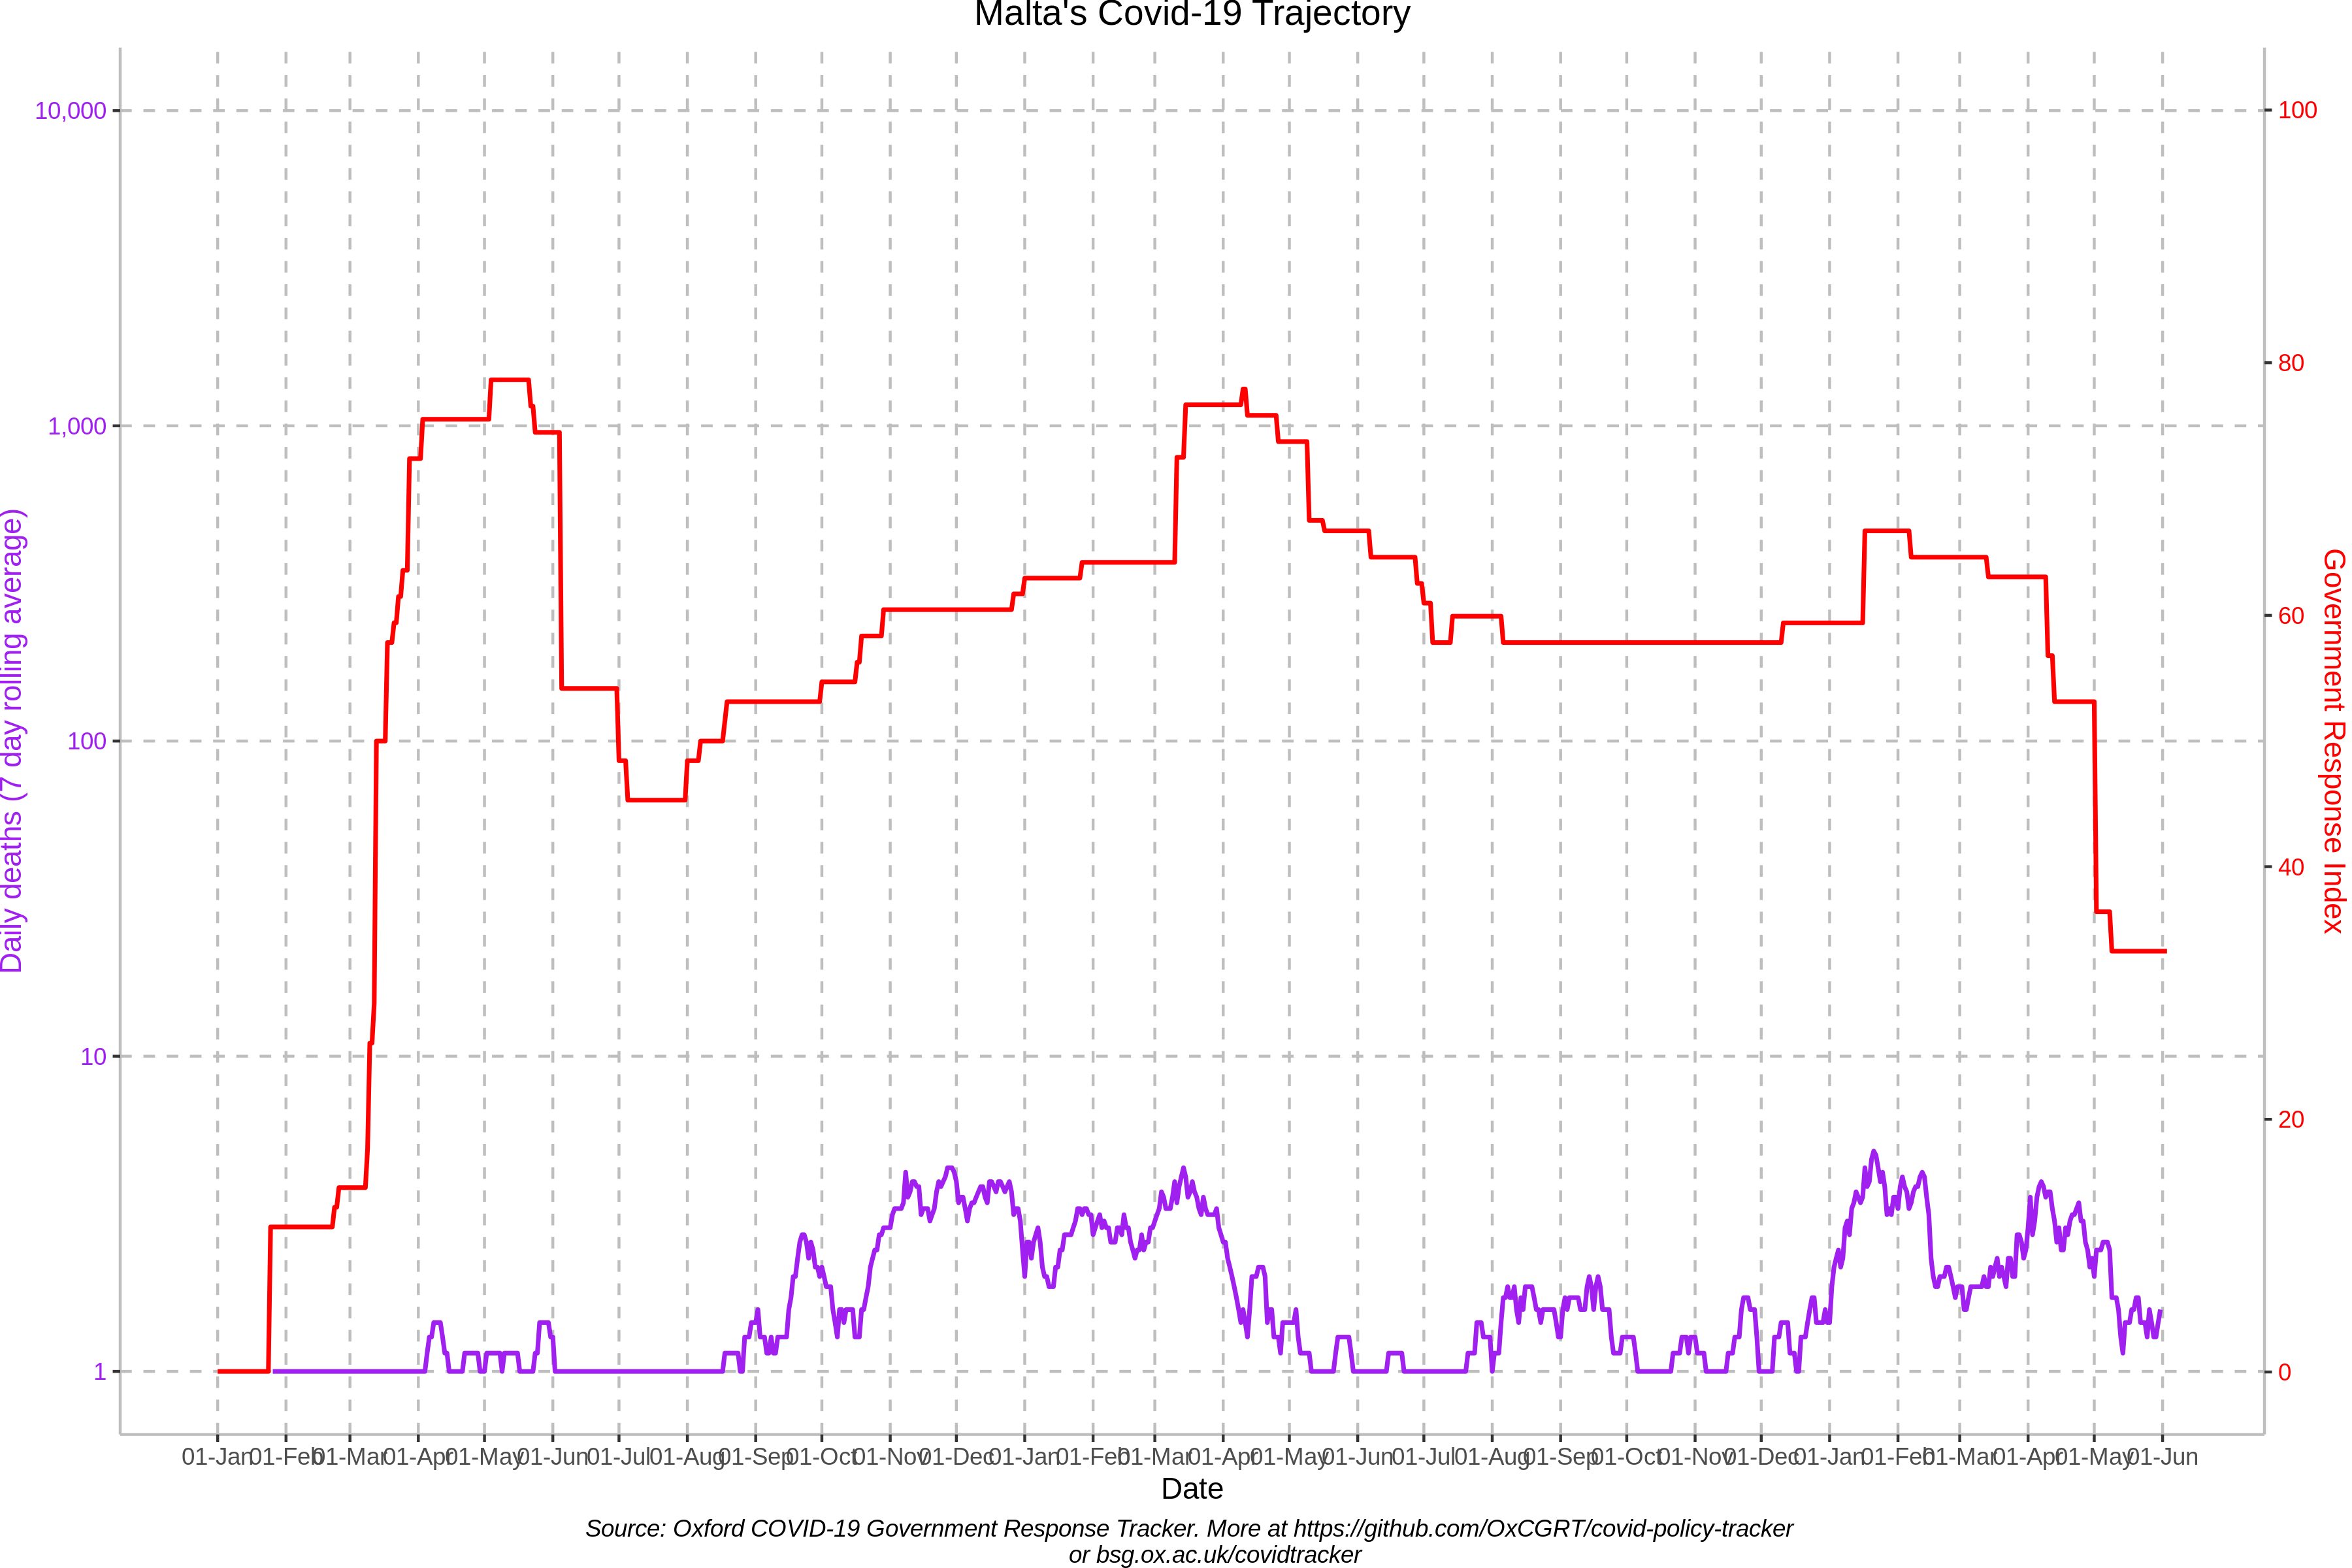 Malta's Covid-19 Trajectory
10,000
1,000
100
10
1
Daily deaths (7 day rolling average)
100
80
60
40
20
0
Government Response Index
01-Jan 01-Feb 01-Mar 01-Apr 01-May 01-Jun 01-Jul 01-Aug 01-Sep 01-Oct 01-Nov 01-Dec 01-Jan 01-Feb 01-Mar 01-Apr 01-May 01-Jun 01-Jul 01-Aug 01-Sep 01-Oct 01-Nov 01-Dec 01-Jan 01-Feb 01-Mar 01-Apr 01-May 01-Jun
Date
Source: Oxford COVID-19 Government Response Tracker. More at https://github.com/OxCGRT/covid-policy-tracker
or bsg.ox.ac.uk/covidtracker